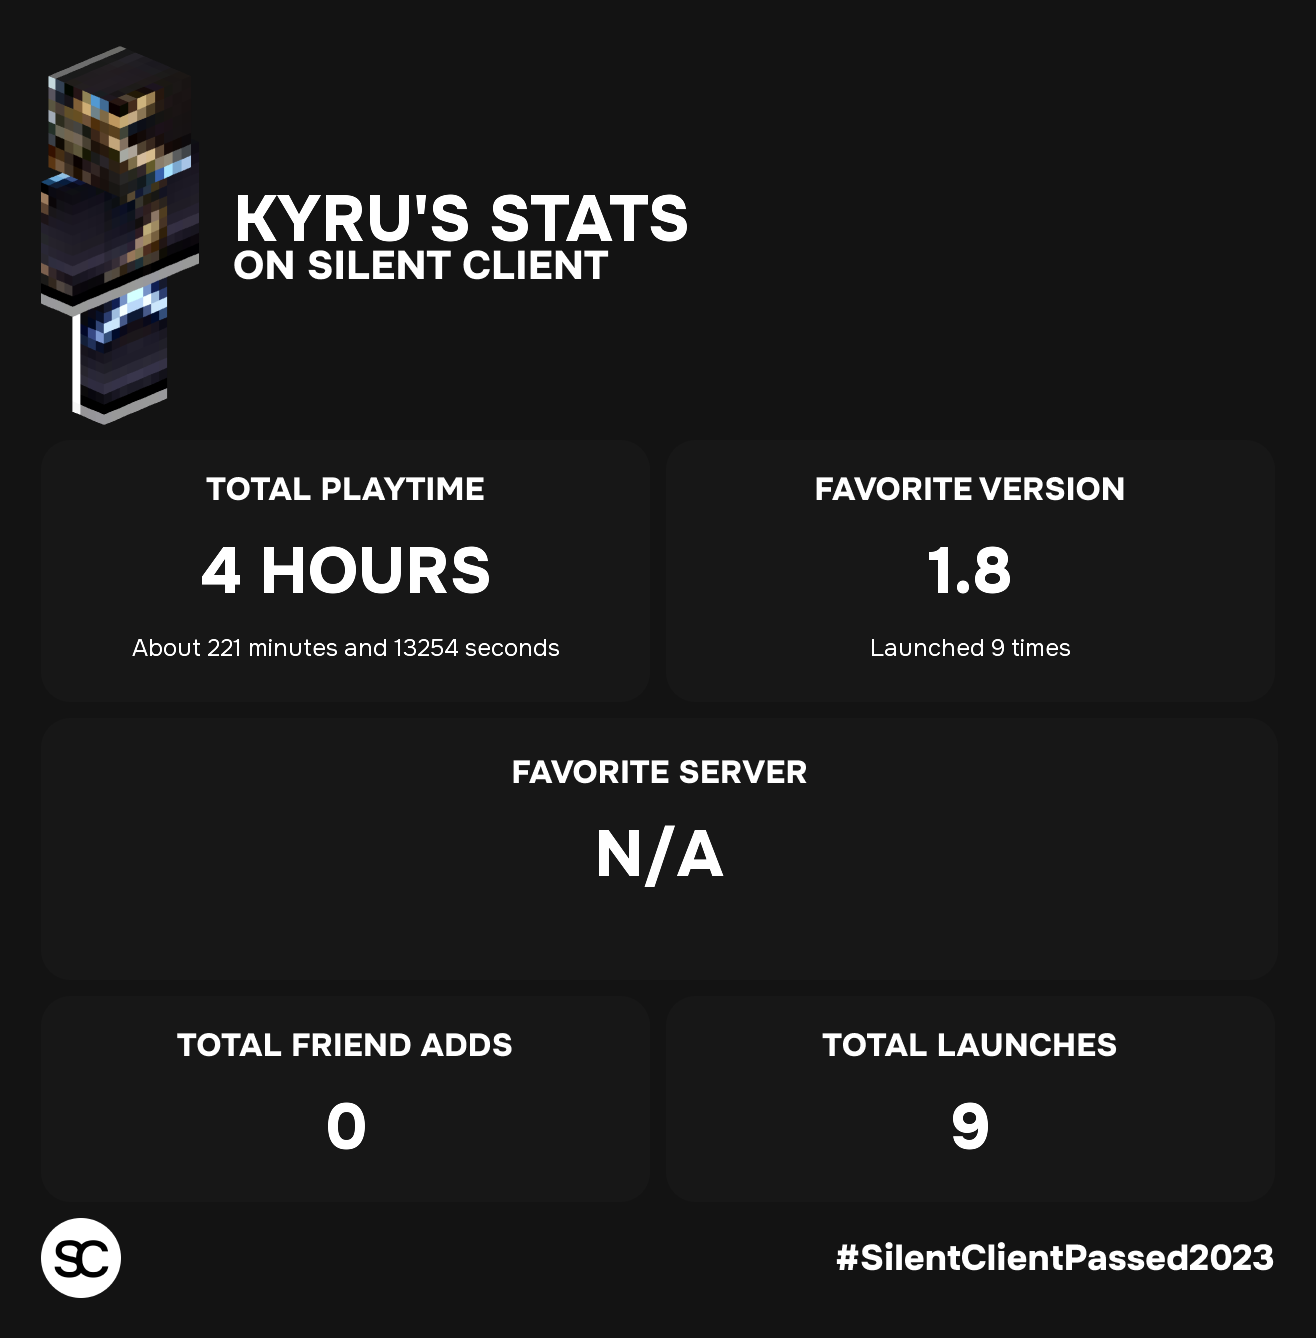 KYRU'S STATS
ON SILENT CLIENT
TOTAL PLAYTIME
4 HOURS
About 221 minutes and 13254 seconds
FAVORITE VERSION
1.8
Launched 9 times
FAVORITE SERVER
N/A
TOTAL FRIEND ADDS
0
TOTAL LAUNCHES
9
SC
#SilentClientPassed2023